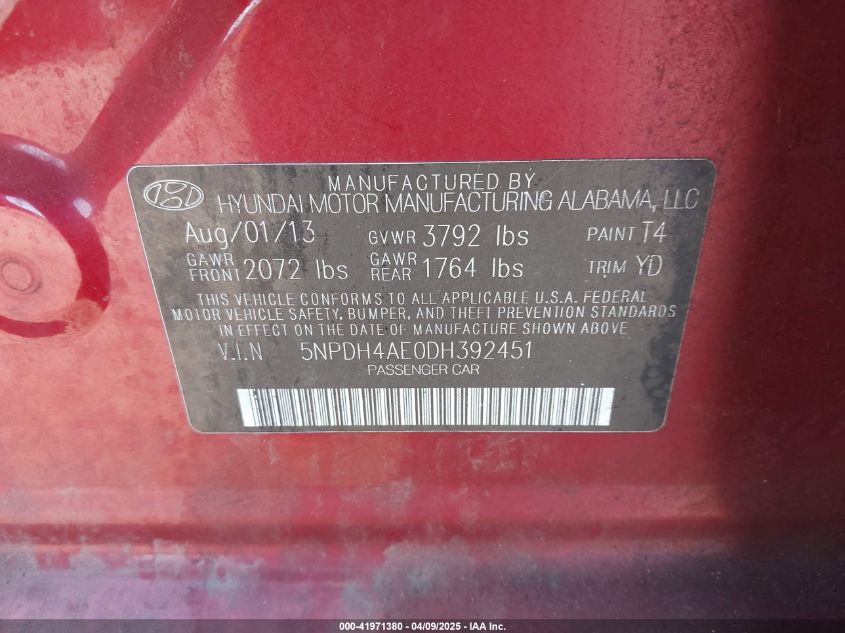 MANUFACTURED BY
HYUNDAI MOTOR MANUFACTURING ALABAMA, LLC
Aug/01/13 GVWR 3792 lbs PAINT T4
GAWR FRONT 2072 lbs GAWR REAR 1764 lbs TRIM YD
THIS VEHICLE CONFORMS TO ALL APPLICABLE U.S.A. FEDERAL
MOTOR VEHICLE SAFETY, BUMPER, AND THEFT PREVENTION STANDARDS
IN EFFECT ON THE DATE OF MANUFACTURE SHOWN ABOVE
V.I.N 5NPDH4AE0DH392451
PASSENGER CAR
000-41971380 | 04/09/2025 - IAA Inc.